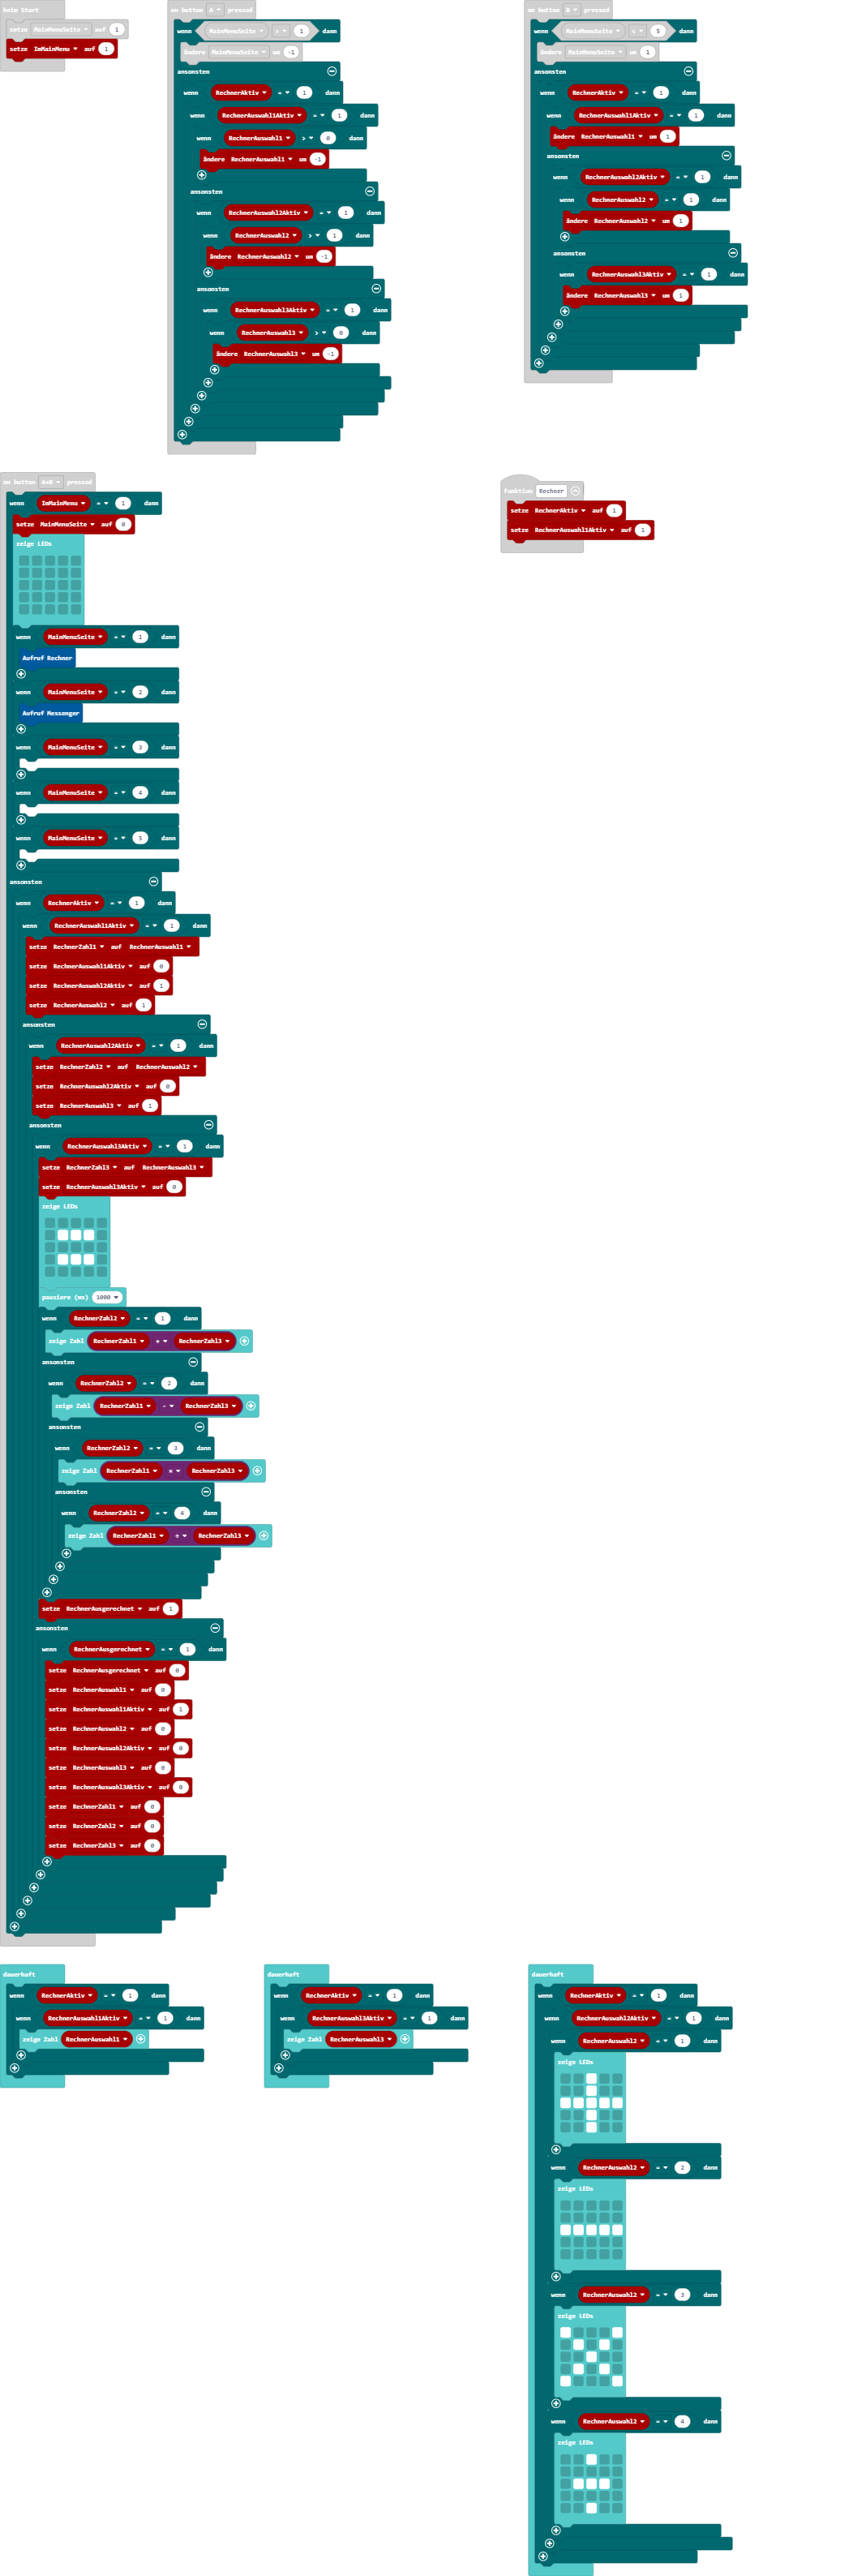 beim Start
setze MainMenuSeite auf 1
setze ImMainMenu auf 1
on button A pressed
wenn MainMenuSeite > 1 dann
ändere MainMenuSeite um -1
ansonsten
wenn RechnerAktiv = 1 dann
wenn RechnerAuswahl1Aktiv = 1 dann
wenn RechnerAuswahl1 > 0 dann
ändere RechnerAuswahl1 um -1
ansonsten
wenn RechnerAuswahl2Aktiv = 1 dann
wenn RechnerAuswahl2 > 1 dann
ändere RechnerAuswahl2 um -1
ansonsten
wenn RechnerAuswahl3Aktiv = 1 dann
wenn RechnerAuswahl3 > 0 dann
ändere RechnerAuswahl3 um -1
on button B pressed
wenn MainMenuSeite < 5 dann
ändere MainMenuSeite um 1
ansonsten
wenn RechnerAktiv = 1 dann
wenn RechnerAuswahl1Aktiv = 1 dann
ändere RechnerAuswahl1 um 1
ansonsten
wenn RechnerAuswahl2Aktiv = 1 dann
wenn RechnerAuswahl2 = 1 dann
ändere RechnerAuswahl2 um 1
ansonsten
wenn RechnerAuswahl3Aktiv = 1 dann
ändere RechnerAuswahl3 um 1
on button A+B pressed
wenn ImMainMenu = 1 dann
setze MainMenuSeite auf 0
zeige LEDs
wenn MainMenuSeite = 1 dann
Aufruf Rechner
wenn MainMenuSeite = 2 dann
Aufruf Messenger
wenn MainMenuSeite = 3 dann
wenn MainMenuSeite = 4 dann
wenn MainMenuSeite = 5 dann
ansonsten
wenn RechnerAktiv = 1 dann
wenn RechnerAuswahl1Aktiv = 1 dann
setze RechnerZahl1 auf RechnerAuswahl1
setze RechnerAuswahl1Aktiv auf 0
setze RechnerAuswahl2Aktiv auf 1
setze RechnerAuswahl2 auf 1
ansonsten
wenn RechnerAuswahl2Aktiv = 1 dann
setze RechnerZahl2 auf RechnerAuswahl2
setze RechnerAuswahl2Aktiv auf 0
setze RechnerAuswahl3 auf 1
ansonsten
wenn RechnerAuswahl3Aktiv = 1 dann
setze RechnerZahl3 auf RechnerAuswahl3
setze RechnerAuswahl3Aktiv auf 0
zeige LEDs
pausiere (ms) 1000
wenn RechnerZahl2 = 1 dann
zeige Zahl RechnerZahl1 + RechnerZahl3
ansonsten
wenn RechnerZahl2 = 2 dann
zeige Zahl RechnerZahl1 - RechnerZahl3
ansonsten
wenn RechnerZahl2 = 3 dann
zeige Zahl RechnerZahl1 × RechnerZahl3
ansonsten
wenn RechnerZahl2 = 4 dann
zeige Zahl RechnerZahl1 ÷ RechnerZahl3
setze RechnerAusgerechnet auf 1
ansonsten
wenn RechnerAusgerechnet = 1 dann
setze RechnerAusgerechnet auf 0
setze RechnerAuswahl1 auf 0
setze RechnerAuswahl1Aktiv auf 1
setze RechnerAuswahl2 auf 0
setze RechnerAuswahl2Aktiv auf 0
setze RechnerAuswahl3 auf 0
setze RechnerAuswahl3Aktiv auf 0
setze RechnerZahl1 auf 0
setze RechnerZahl2 auf 0
setze RechnerZahl3 auf 0
Funktion Rechner
setze RechnerAktiv auf 1
setze RechnerAuswahl1Aktiv auf 1
dauerhaft
wenn RechnerAktiv = 1 dann
wenn RechnerAuswahl1Aktiv = 1 dann
zeige Zahl RechnerAuswahl1
dauerhaft
wenn RechnerAktiv = 1 dann
wenn RechnerAuswahl3Aktiv = 1 dann
zeige Zahl RechnerAuswahl3
dauerhaft
wenn RechnerAktiv = 1 dann
wenn RechnerAuswahl2Aktiv = 1 dann
wenn RechnerAuswahl2 = 1 dann
zeige LEDs
wenn RechnerAuswahl2 = 2 dann
zeige LEDs
wenn RechnerAuswahl2 = 3 dann
zeige LEDs
wenn RechnerAuswahl2 = 4 dann
zeige LEDs